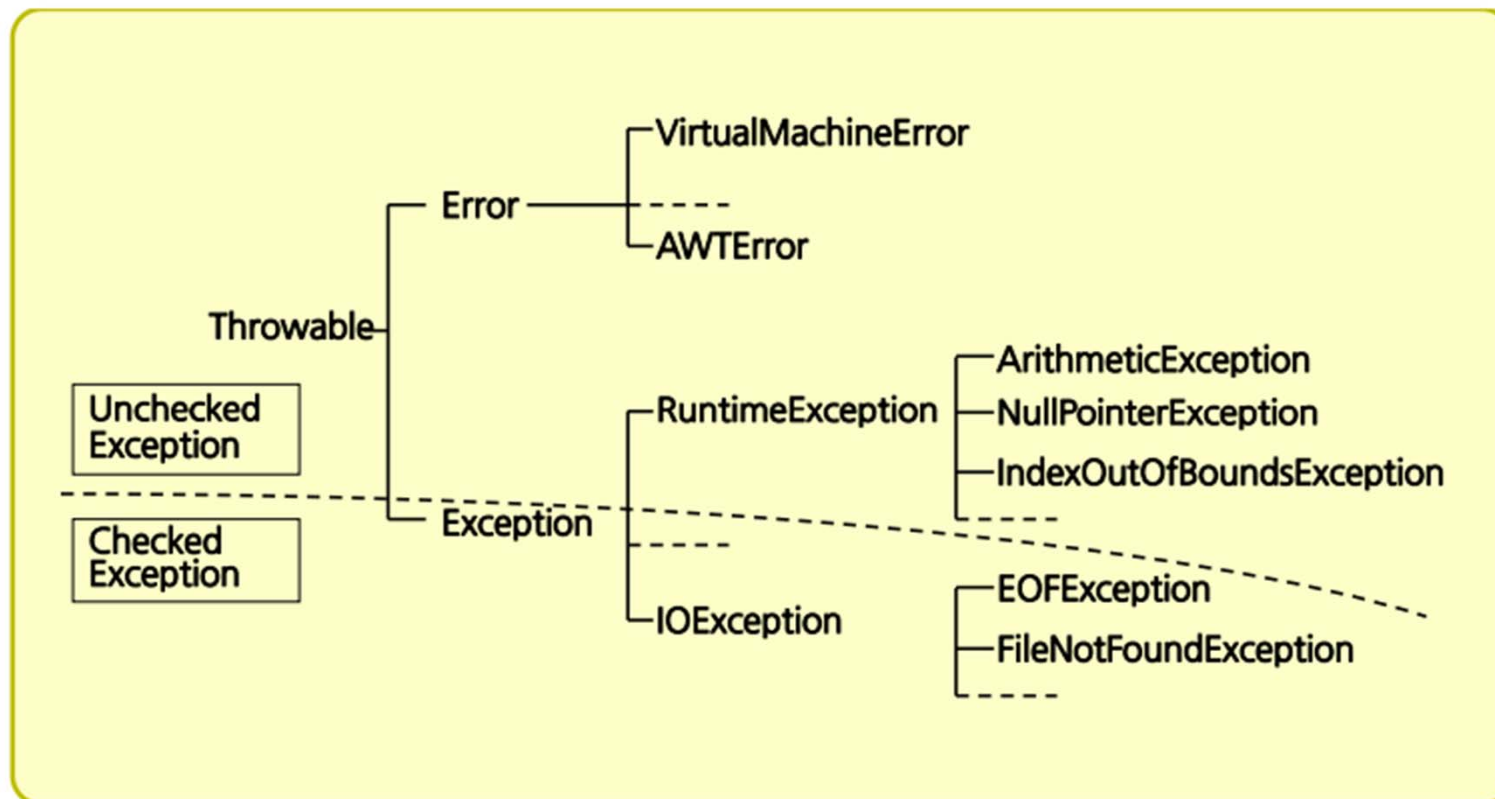 VirtualMachineError
Error
AWTError
Throwable
ArithmeticException
Unchecked
Exception
RuntimeException
NullPointerException
IndexOutOfBoundsException
Exception
Checked
Exception
EOFException
IOException
FileNotFoundException